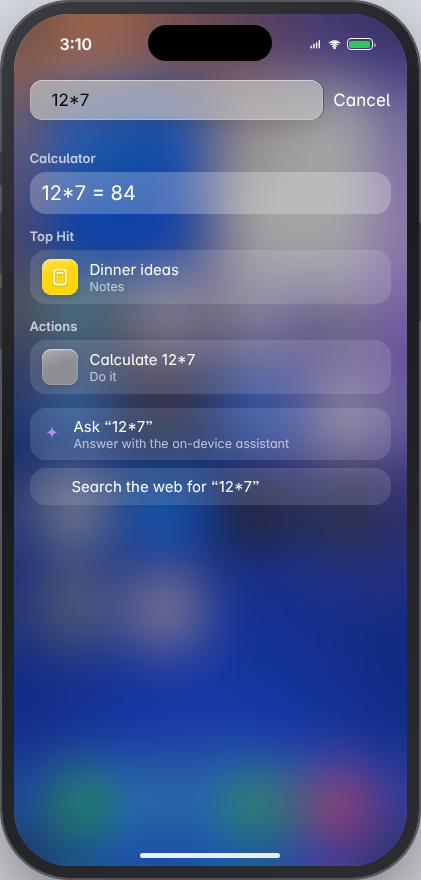 3:10
12*7
Cancel
Calculator
12*7 = 84
Top Hit
Dinner ideas
Notes
Actions
Calculate 12*7
Do it
Ask “12*7”
Answer with the on-device assistant
Search the web for “12*7”